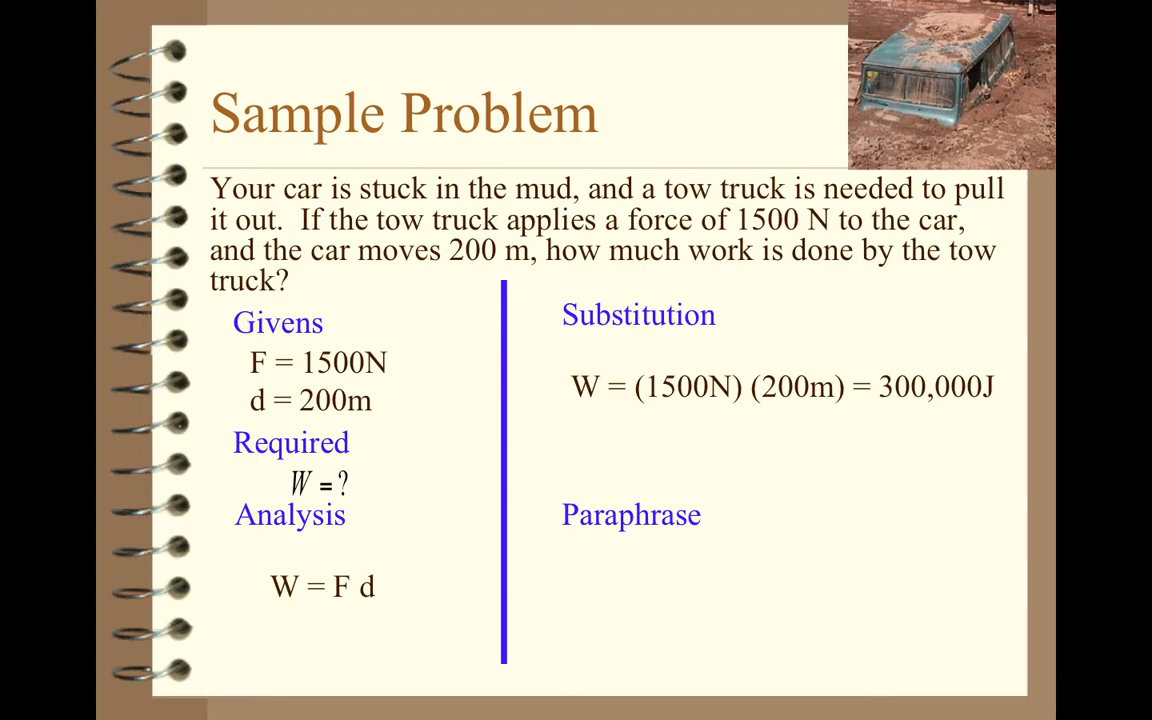 Sample Problem
Your car is stuck in the mud, and a tow truck is needed to pull
it out.  If the tow truck applies a force of 1500 N to the car,
and the car moves 200 m, how much work is done by the tow
truck?
Givens
F = 1500N
d = 200m
Required
W = ?
Analysis
W = F d
Substitution
W = (1500N) (200m) = 300,000J
Paraphrase